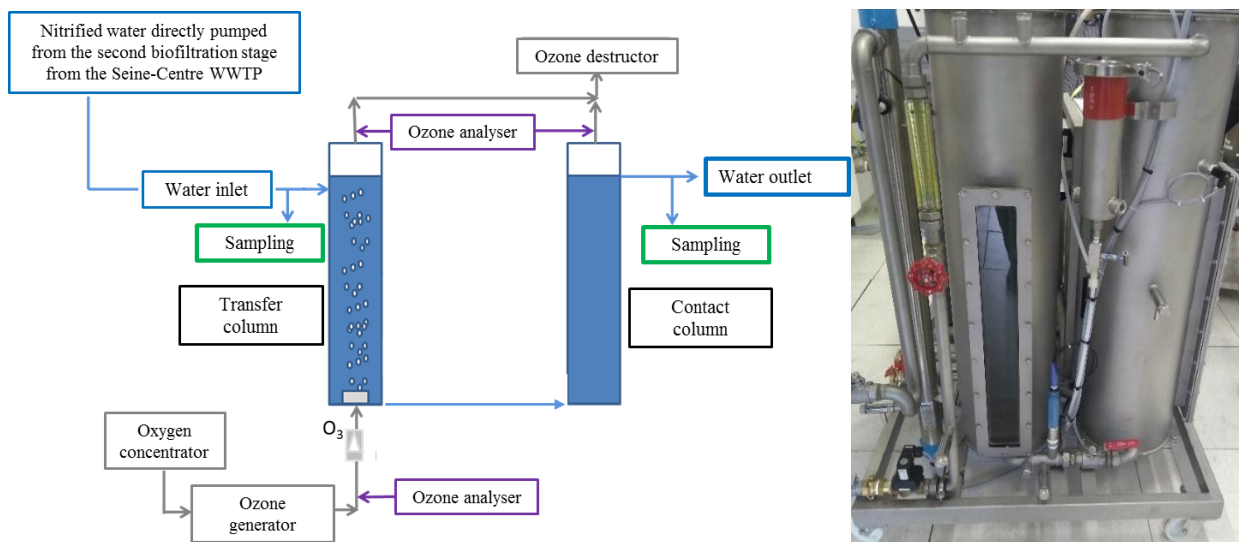 Nitrified water directly pumped
from the second biofiltration stage
from the Seine-Centre WWTP
Ozone destructor
Ozone analyser
Water inlet
Water outlet
Sampling
Sampling
Transfer
column
Contact
column
O₃
Oxygen
concentrator
Ozone
generator
Ozone analyser